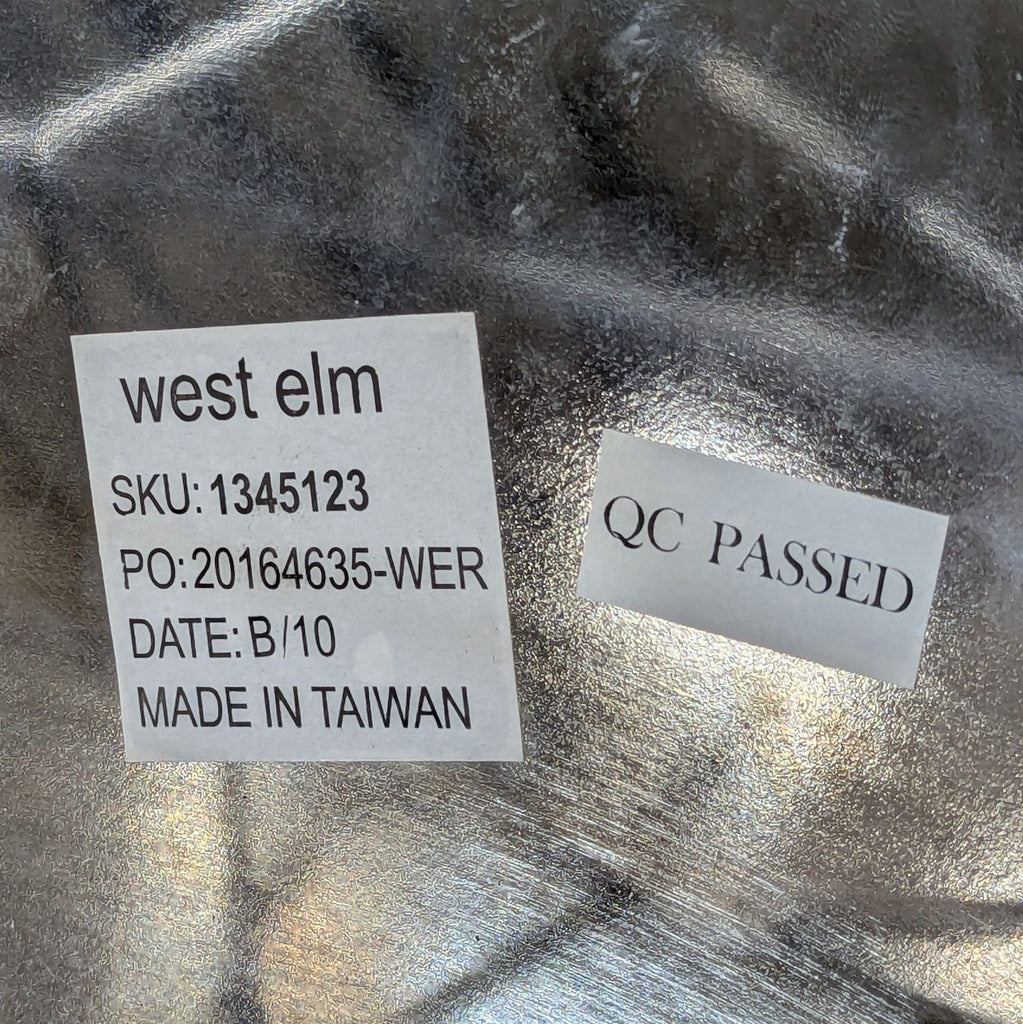 west elm
SKU: 1345123
PO: 20164635-WER
DATE: B/10
MADE IN TAIWAN
QC PASSED